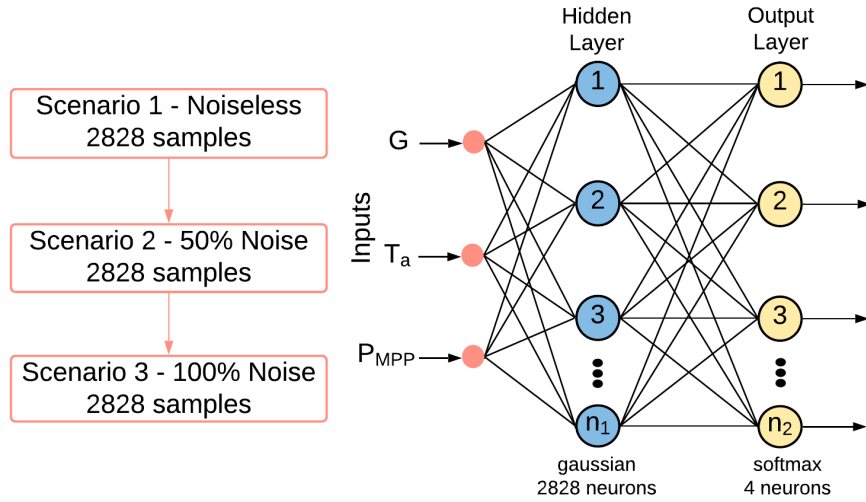 Scenario 1 - Noiseless
2828 samples
Scenario 2 - 50% Noise
2828 samples
Scenario 3 - 100% Noise
2828 samples
Inputs
G
Tₐ
P_MPP
Hidden
Layer
1
2
3
n₁
gaussian
2828 neurons
Output
Layer
1
2
3
n₂
softmax
4 neurons